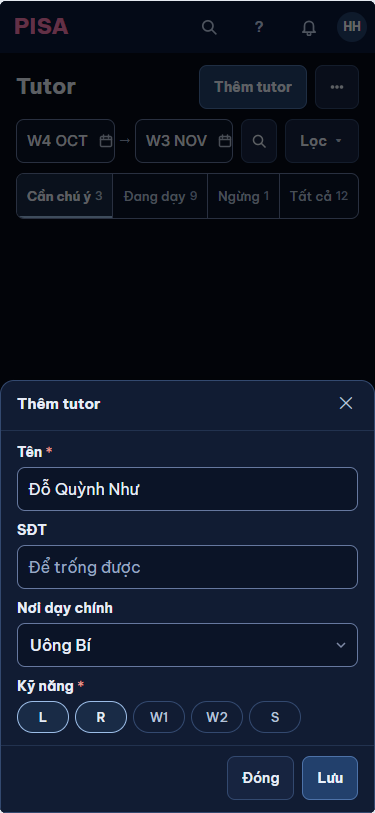 PISA ? HH
Tutor Thêm tutor ...
W4 OCT → W3 NOV Lọc
Cần chú ý 3 Đang dạy 9 Ngừng 1 Tất cả 12
Thêm tutor
Tên *
Đỗ Quỳnh Như
SĐT
Để trống được
Nơi dạy chính
Uông Bí
Kỹ năng *
L R W1 W2 S
Đóng Lưu